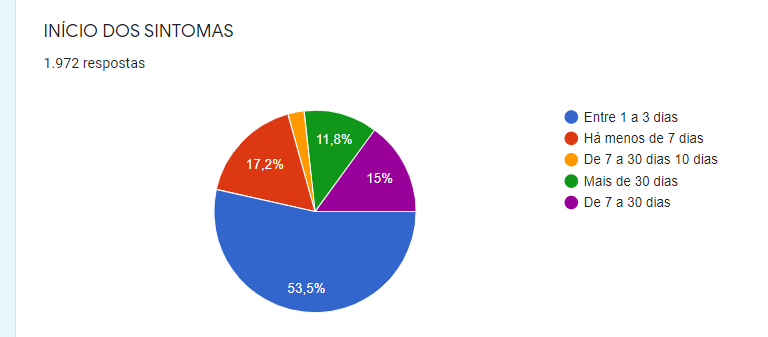 INÍCIO DOS SINTOMAS
1.972 respostas
Entre 1 a 3 dias
Há menos de 7 dias
De 7 a 30 dias 10 dias
Mais de 30 dias
De 7 a 30 dias
11,8%
17,2%
15%
53,5%